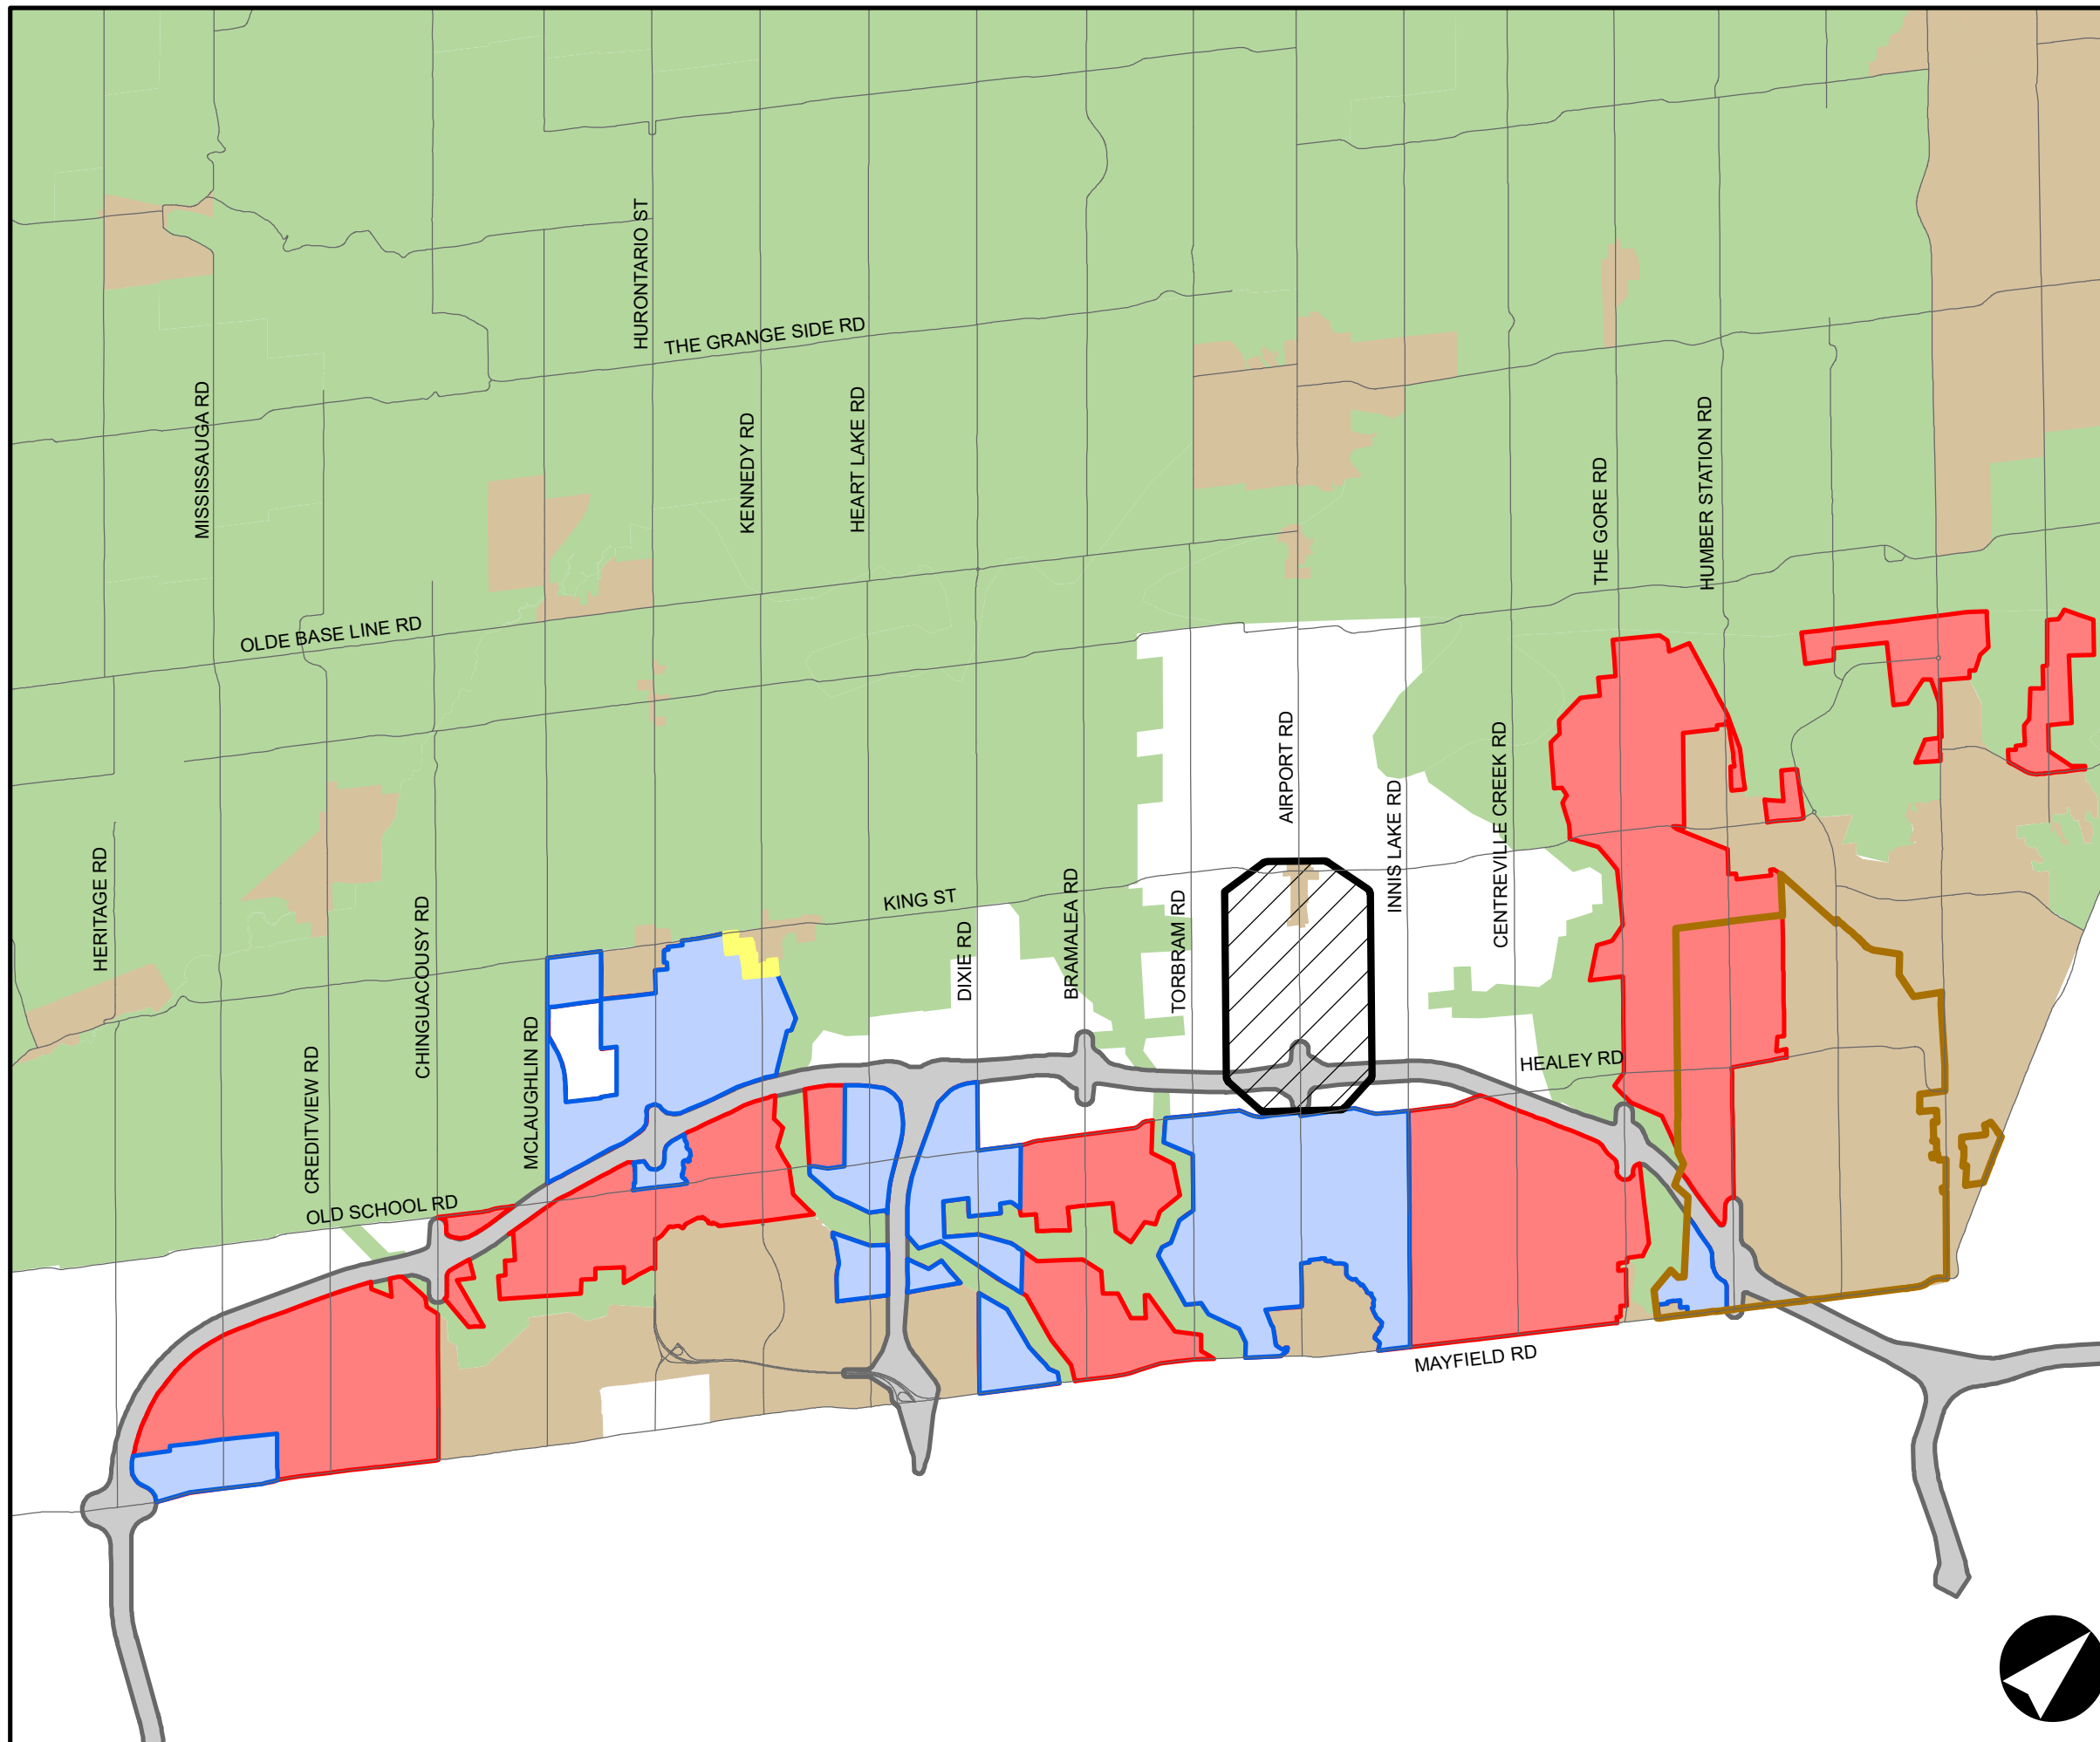 HURONTARIO ST
THE GRANGE SIDE RD
MISSISSAUGA RD
KENNEDY RD
HEART LAKE RD
THE GORE RD
HUMBER STATION RD
OLDE BASE LINE RD
AIRPORT RD
CENTREVILLE CREEK RD
INNIS LAKE RD
HERITAGE RD
CHINGUACOUSY RD
KING ST
DIXIE RD
BRAMALEA RD
TORBRAM RD
CREDITVIEW RD
MCLAUGHLIN RD
HEALEY RD
OLD SCHOOL RD
MAYFIELD RD